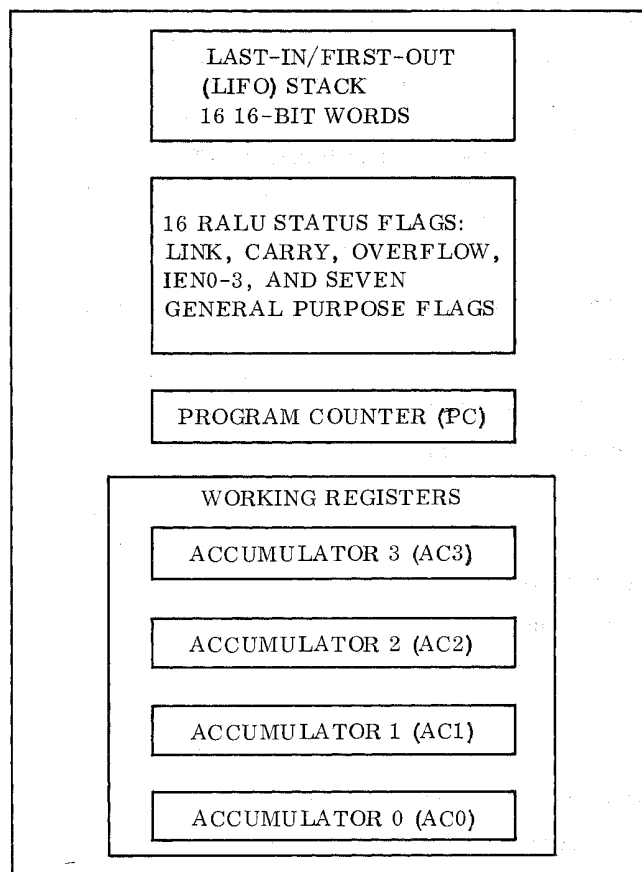 LAST-IN/FIRST-OUT
(LIFO) STACK
16 16-BIT WORDS
16 RALU STATUS FLAGS:
LINK, CARRY, OVERFLOW,
IEN0-3, AND SEVEN
GENERAL PURPOSE FLAGS
PROGRAM COUNTER (PC)
WORKING REGISTERS
ACCUMULATOR 3 (AC3)
ACCUMULATOR 2 (AC2)
ACCUMULATOR 1 (AC1)
ACCUMULATOR 0 (AC0)